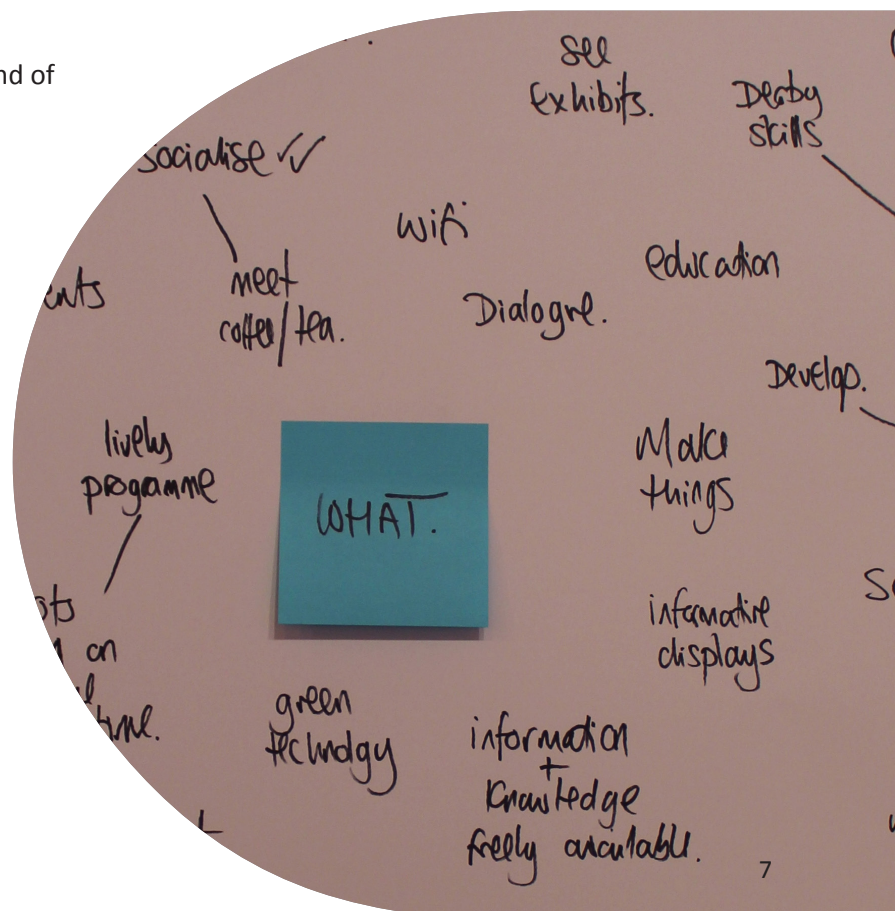 nd of
see
exhibits.
Derby
skills
socialise ✓✓
wifi
meet
coffee/tea.
education
Dialogue.
ents
Develop.
lively
programme
Make
things
WHAT.
informative
displays
sts
on
green
technology
information
+
knowledge
freely available.
7